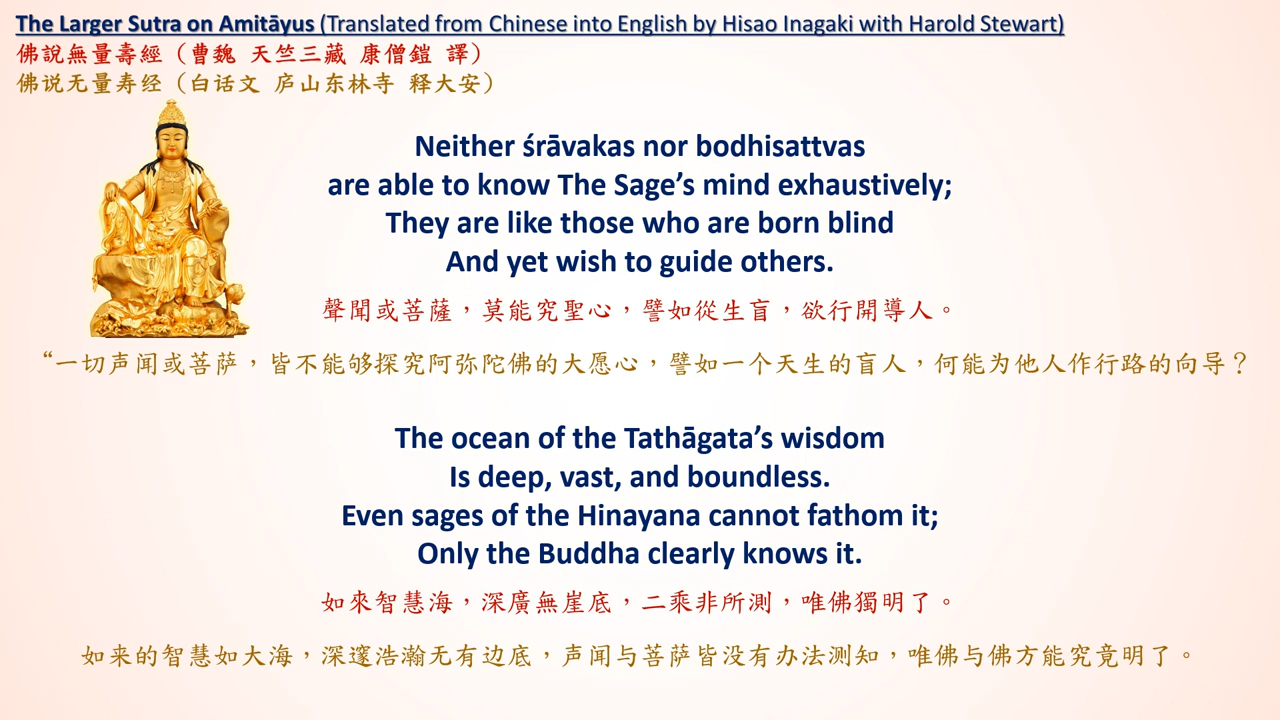 The Larger Sutra on Amitāyus (Translated from Chinese into English by Hisao Inagaki with Harold Stewart)
佛說無量壽經（曹魏 天竺三藏 康僧鎧 譯）
佛说无量寿经（白话文 庐山东林寺 释大安）
Neither śrāvakas nor bodhisattvas
are able to know The Sage’s mind exhaustively;
They are like those who are born blind
And yet wish to guide others.
聲聞或菩薩，莫能究聖心，譬如從生盲，欲行開導人。
“一切声闻或菩萨，皆不能够探究阿弥陀佛的大愿心，譬如一个天生的盲人，何能为他人作行路的向导？
The ocean of the Tathāgata’s wisdom
Is deep, vast, and boundless.
Even sages of the Hinayana cannot fathom it;
Only the Buddha clearly knows it.
如來智慧海，深廣無崖底，二乘非所測，唯佛獨明了。
如来的智慧如大海，深邃浩瀚无有边底，声闻与菩萨皆没有办法测知，唯佛与佛方能究竟明了。